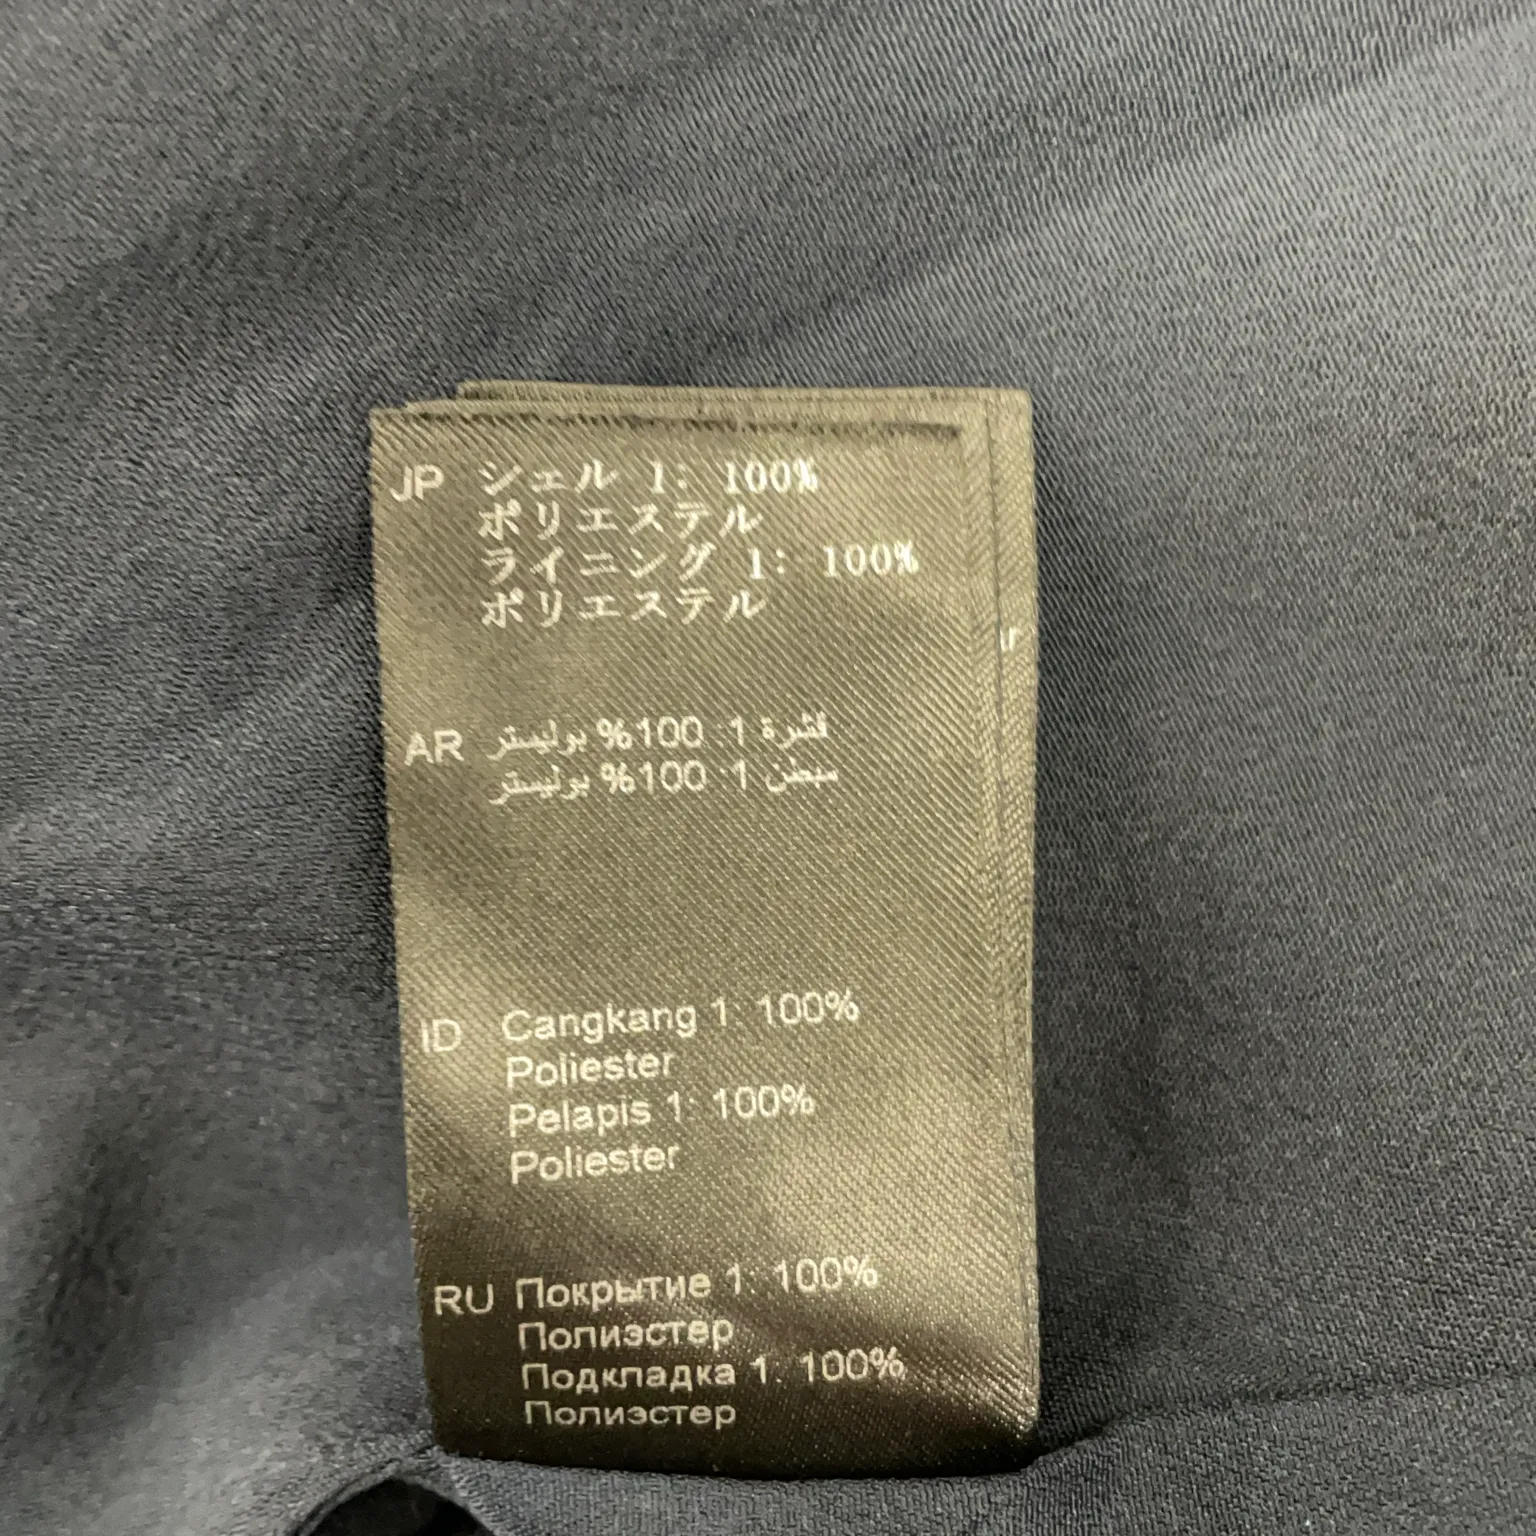 JP シェル 1: 100%
ポリエステル
ライニング 1: 100%
ポリエステル
AR قشرة 1: 100% بوليستر
مبطن 1: 100% بوليستر
ID Cangkang 1: 100%
Poliester
Pelapis 1: 100%
Poliester
RU Покрытие 1: 100%
Полиэстер
Подкладка 1: 100%
Полиэстер